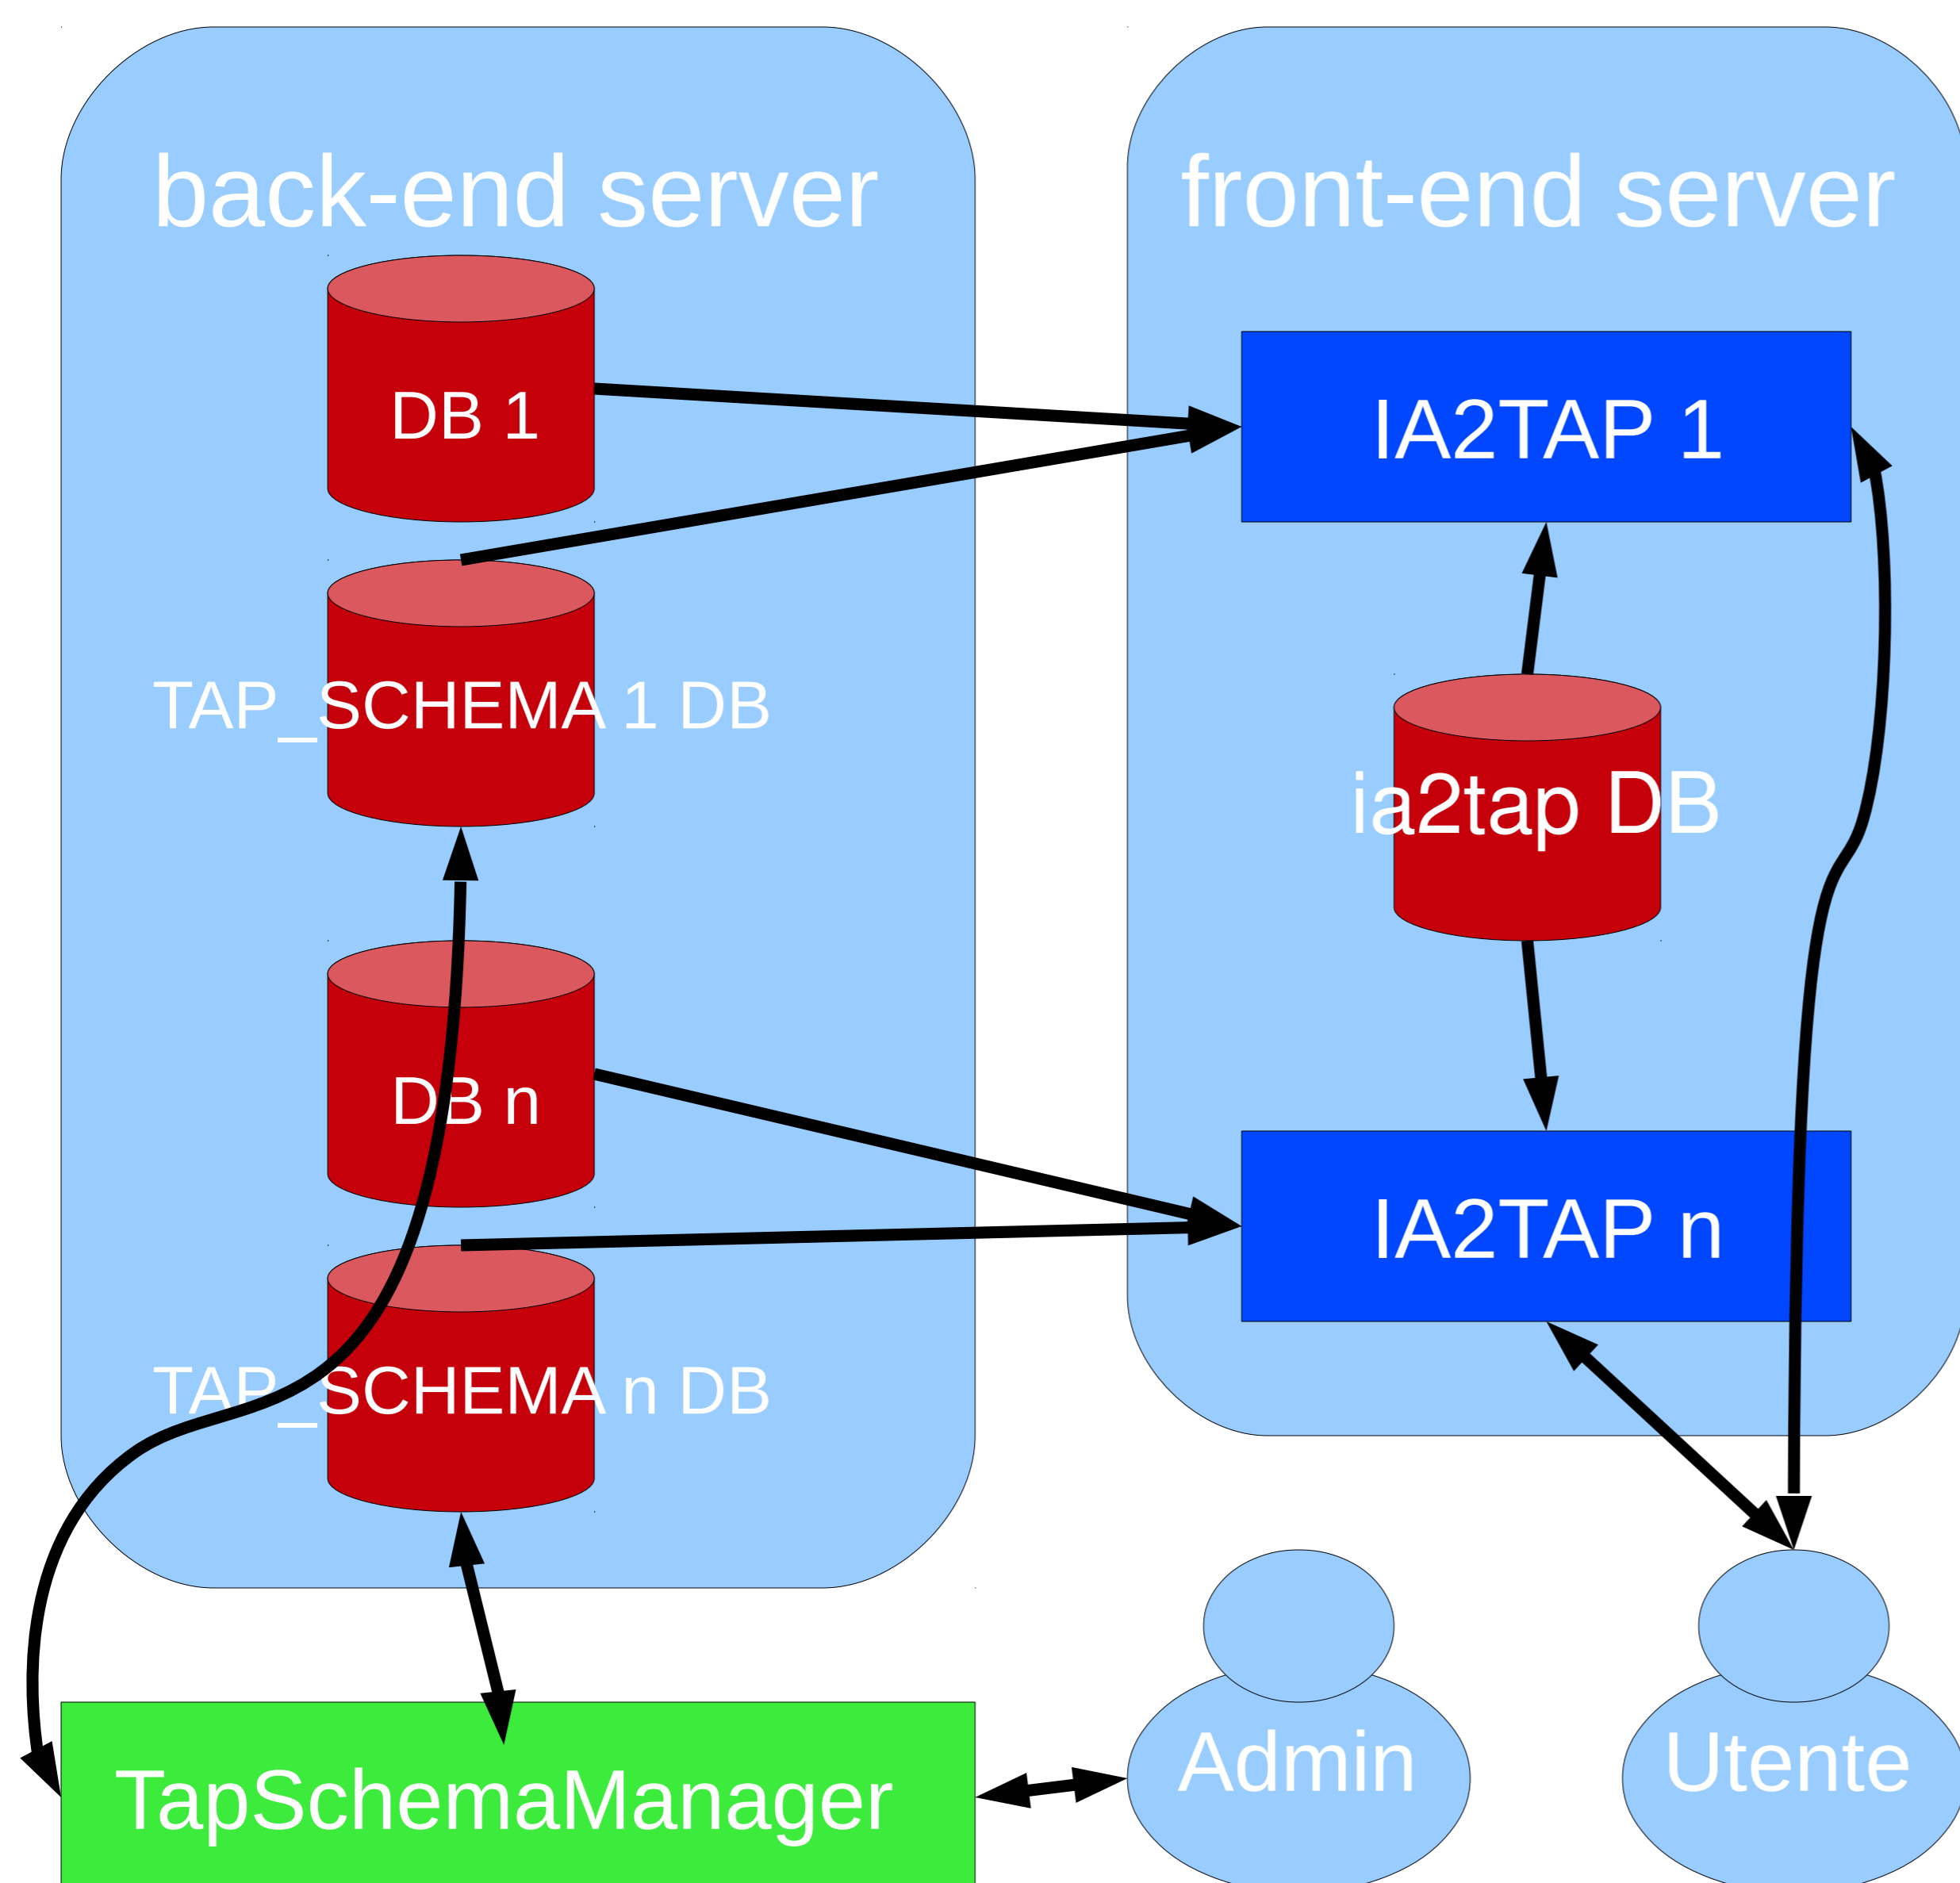 back-end server
front-end server
DB 1
IA2TAP 1
TAP_SCHEMA 1 DB
ia2tap DB
DB n
IA2TAP n
TAP_SCHEMA n DB
TapSchemaManager
Admin
Utente